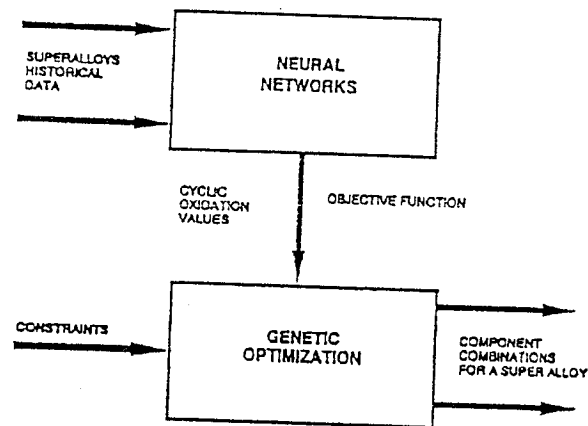 SUPERALLOYS
HISTORICAL
DATA
NEURAL
NETWORKS
CYCLIC
OXIDATION
VALUES
OBJECTIVE FUNCTION
CONSTRAINTS
GENETIC
OPTIMIZATION
COMPONENT
COMBINATIONS
FOR A SUPER ALLOY